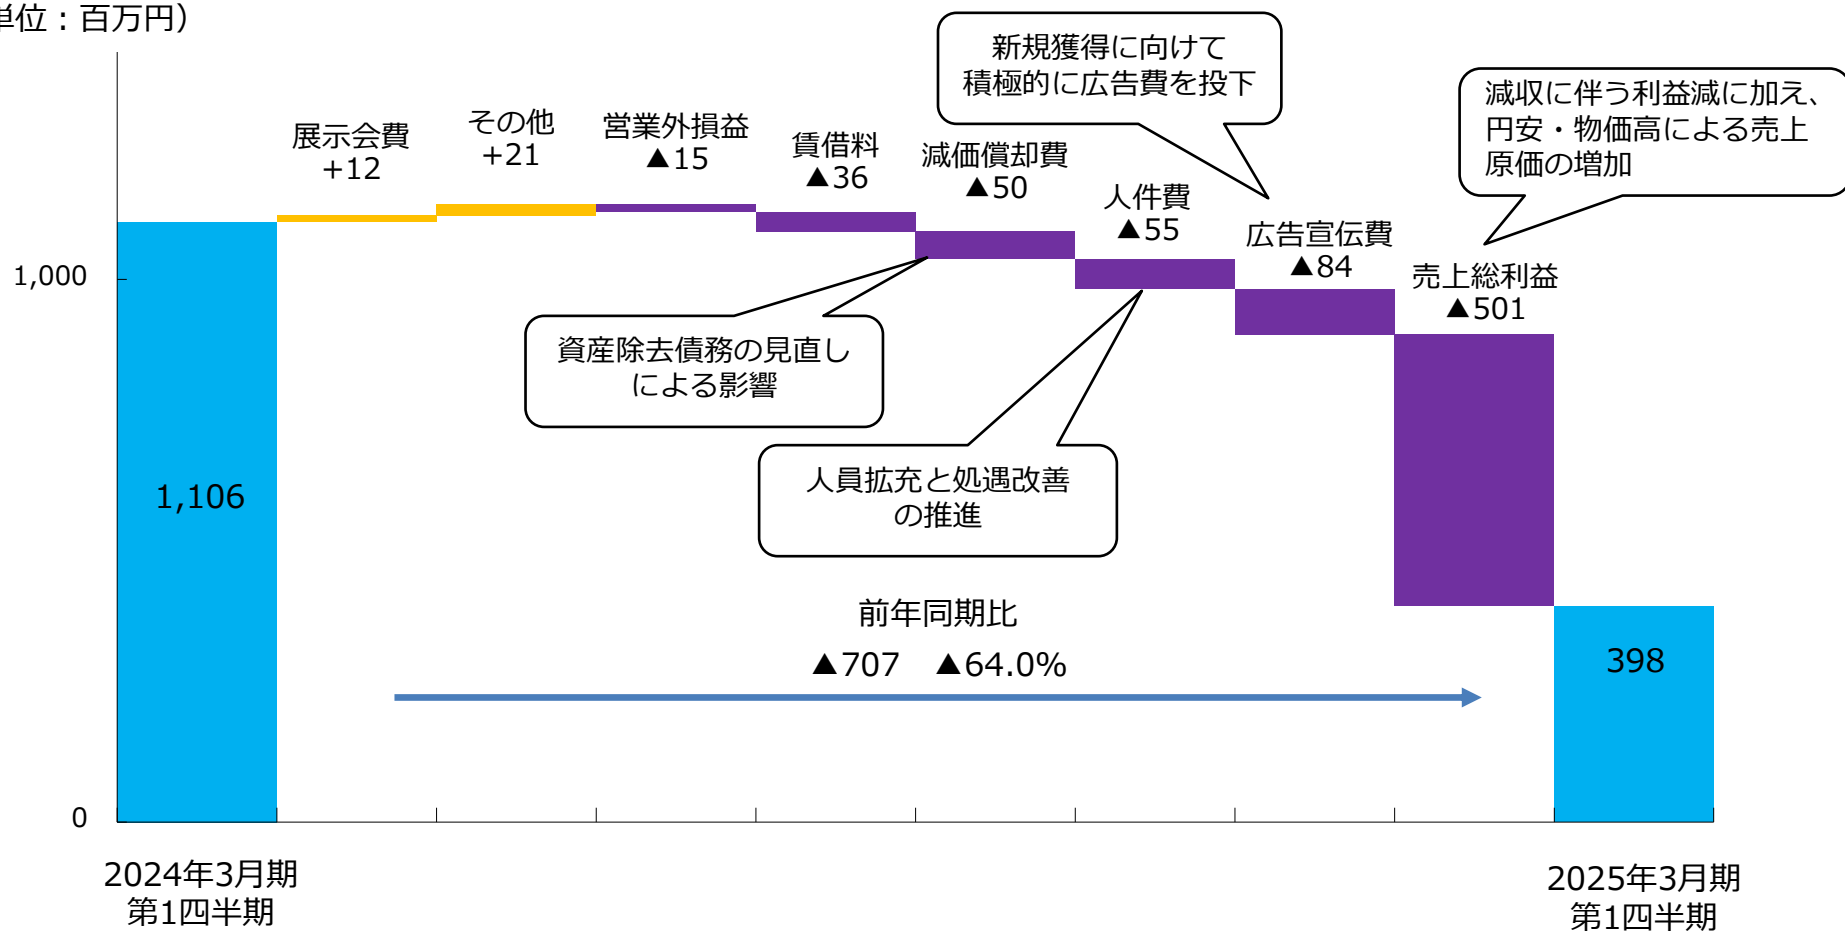 単位：百万円）
新規獲得に向けて
積極的に広告費を投下
減収に伴う利益減に加え、
円安・物価高による売上
原価の増加
展示会費
+12
その他
+21
営業外損益
▲15
賃借料
▲36
減価償却費
▲50
人件費
▲55
広告宣伝費
▲84
売上総利益
▲501
1,000
資産除去債務の見直し
による影響
人員拡充と処遇改善
の推進
1,106
前年同期比
▲707 ▲64.0%
398
0
2024年3月期
第1四半期
2025年3月期
第1四半期